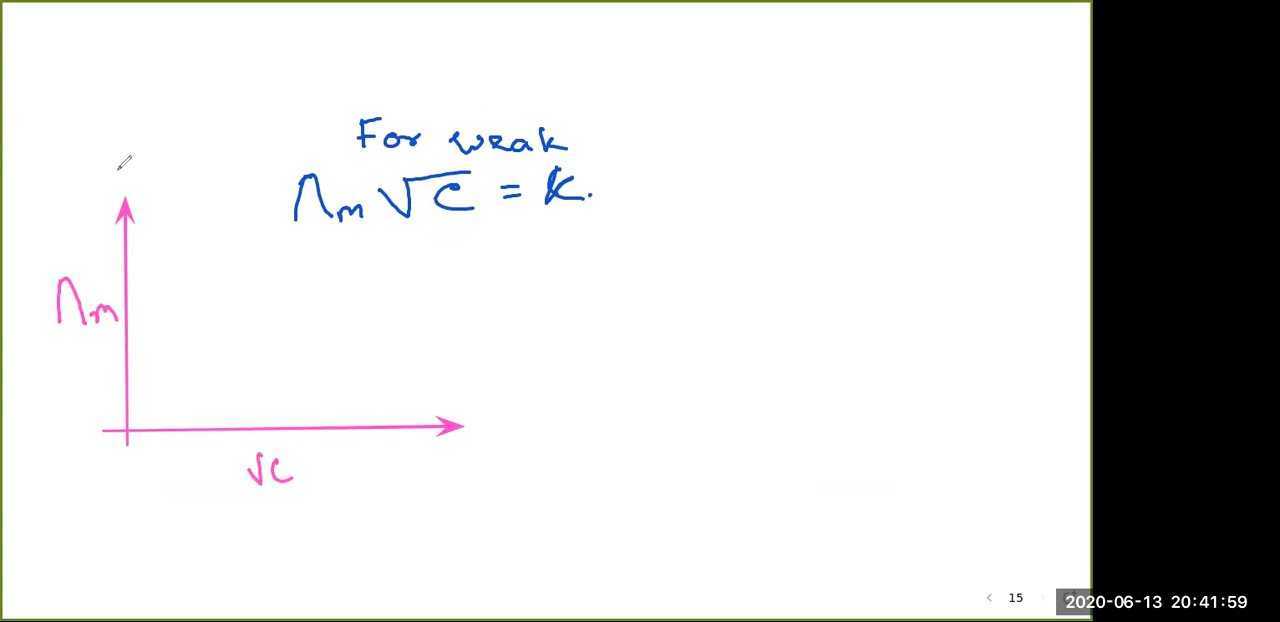 For weak
Λm √c = K.
Λm
√c
15
2020-06-13 20:41:59